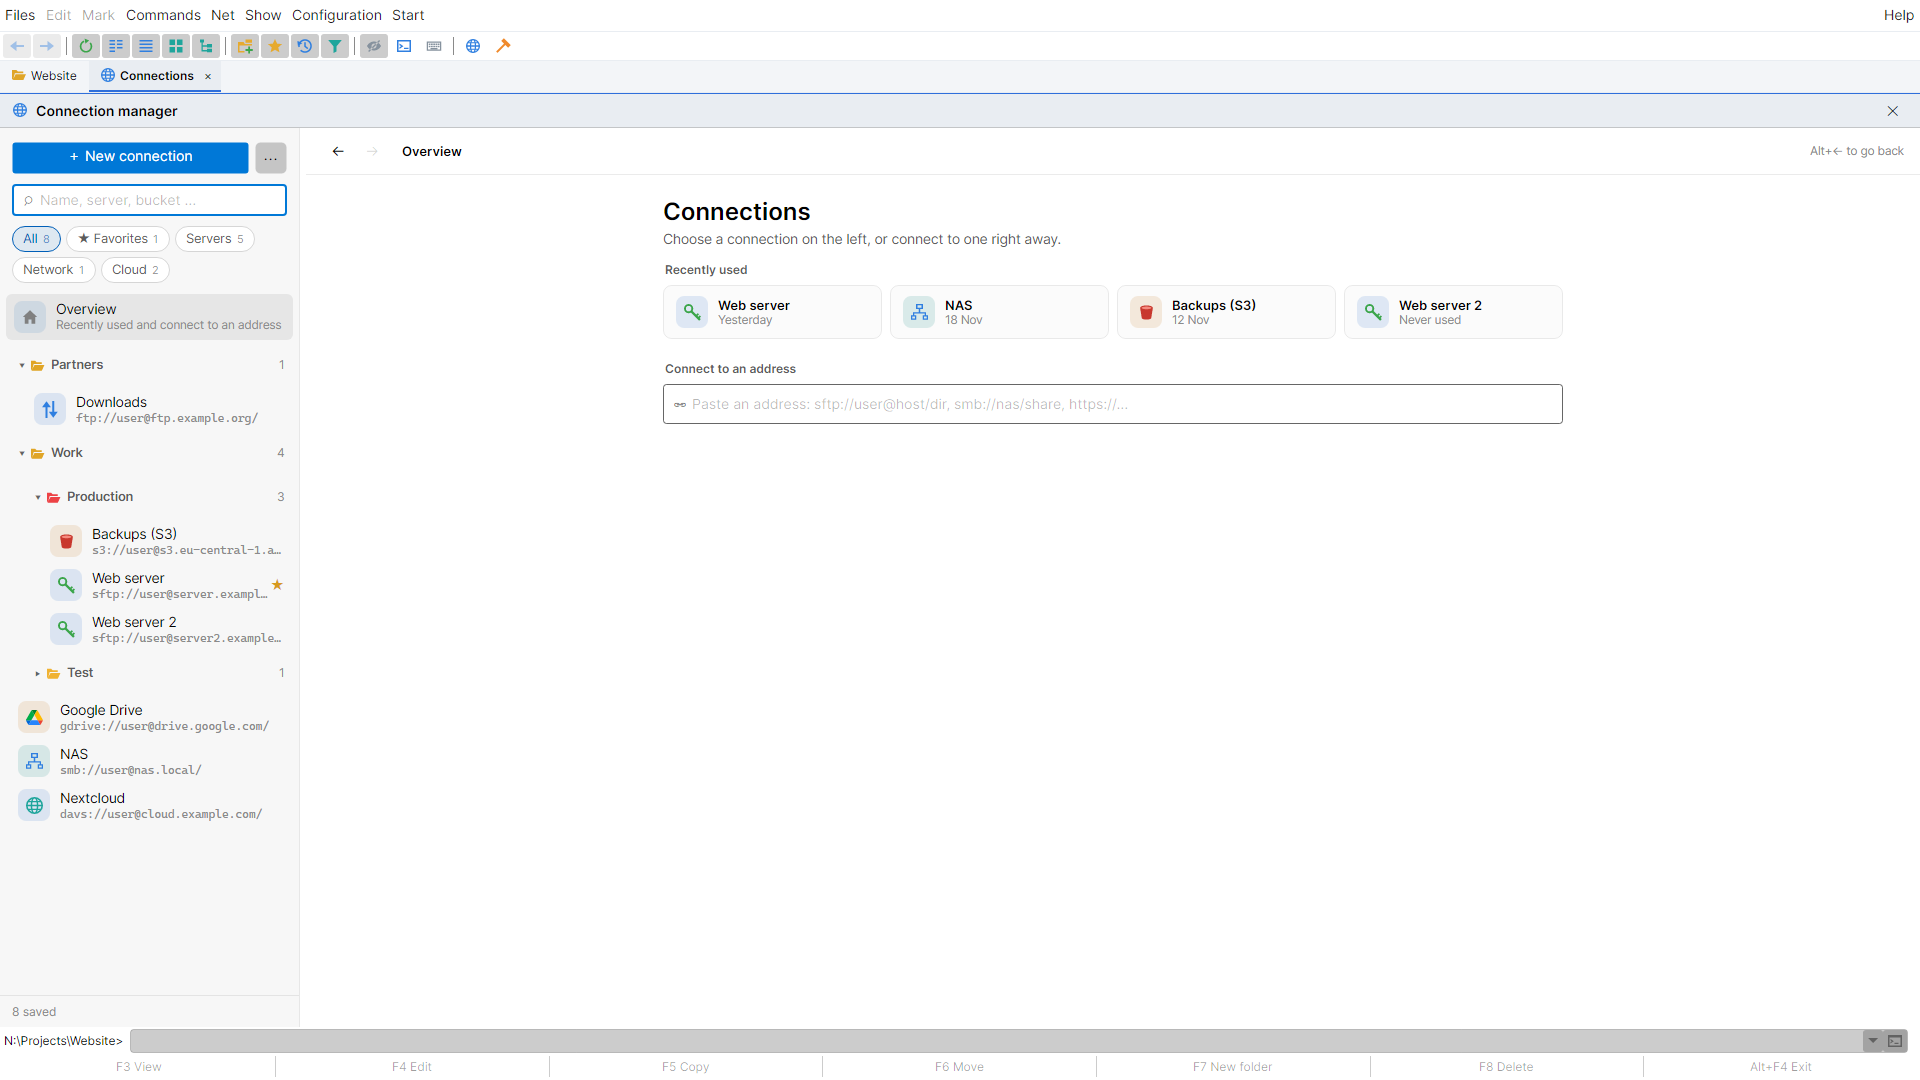 Files Edit Mark Commands Net Show Configuration Start Help
Website Connections ×
Connection manager
+ New connection ...
Name, server, bucket ...
All 8 ★ Favorites 1 Servers 5
Network 1 Cloud 2
Overview
Recently used and connect to an address
Partners 1
Downloads
ftp://user@ftp.example.org/
Work 4
Production 3
Backups (S3)
s3://user@s3.eu-central-1.a...
Web server
sftp://user@server.exampl...
Web server 2
sftp://user@server2.example...
Test 1
Google Drive
gdrive://user@drive.google.com/
NAS
smb://user@nas.local/
Nextcloud
davs://user@cloud.example.com/
8 saved
← → Overview Alt+← to go back
Connections
Choose a connection on the left, or connect to one right away.
Recently used
Web server
Yesterday
NAS
18 Nov
Backups (S3)
12 Nov
Web server 2
Never used
Connect to an address
Paste an address: sftp://user@host/dir, smb://nas/share, https://...
N:\Projects\Website>
F3 View F4 Edit F5 Copy F6 Move F7 New folder F8 Delete Alt+F4 Exit